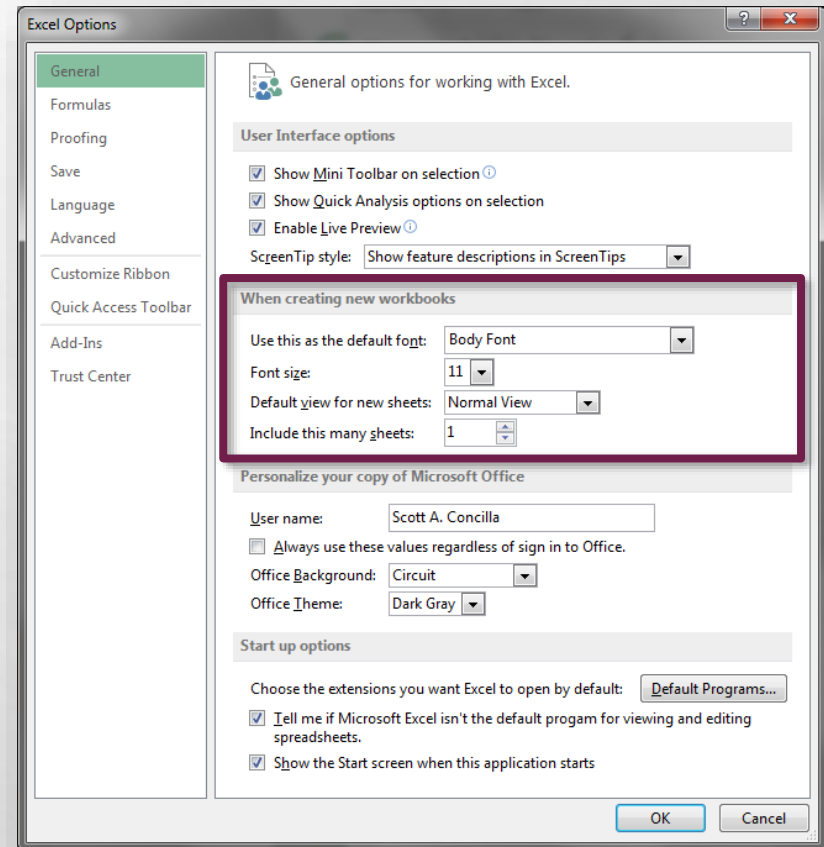 Excel Options
?
General
Formulas
Proofing
Save
Language
Advanced
Customize Ribbon
Quick Access Toolbar
Add-Ins
Trust Center
General options for working with Excel.
User Interface options
Show Mini Toolbar on selection
Show Quick Analysis options on selection
Enable Live Preview
ScreenTip style: Show feature descriptions in ScreenTips
When creating new workbooks
Use this as the default font: Body Font
Font size: 11
Default view for new sheets: Normal View
Include this many sheets: 1
Personalize your copy of Microsoft Office
User name: Scott A. Concilla
Always use these values regardless of sign in to Office.
Office Background: Circuit
Office Theme: Dark Gray
Start up options
Choose the extensions you want Excel to open by default: Default Programs...
Tell me if Microsoft Excel isn't the default progam for viewing and editing
spreadsheets.
Show the Start screen when this application starts
OK Cancel